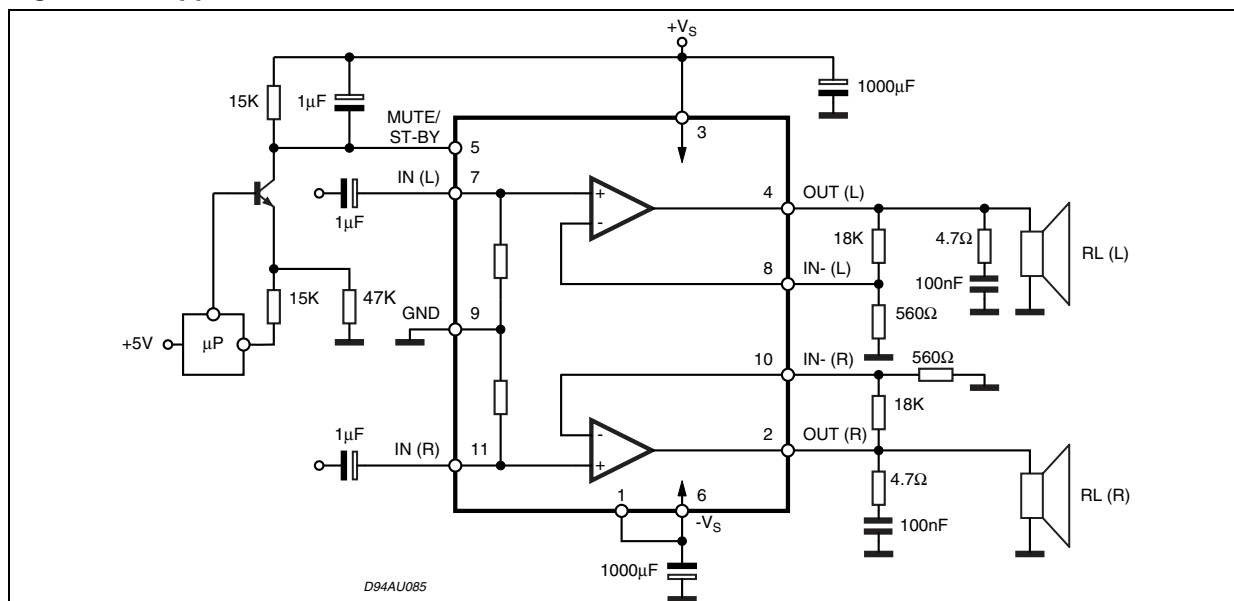 +VS
1000μF
15K
1μF
MUTE/
ST-BY
5
3
IN (L)
7
1μF
+
-
4
OUT (L)
18K
4.7Ω
RL (L)
8
IN- (L)
100nF
15K
47K
GND
9
560Ω
+5V
μP
10
IN- (R)
560Ω
18K
1μF
IN (R)
11
-
+
2
OUT (R)
4.7Ω
RL (R)
1
6
-VS
100nF
1000μF
D94AU085